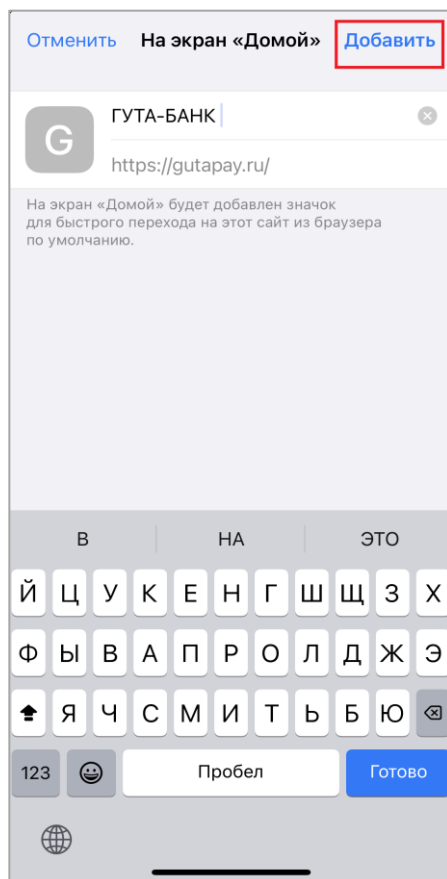 Отменить На экран «Домой» Добавить
G
ГУТА-БАНК
https://gutapay.ru/
На экран «Домой» будет добавлен значок
для быстрого перехода на этот сайт из браузера
по умолчанию.
В НА ЭТО
Й Ц У К Е Н Г Ш Щ З Х
Ф Ы В А П Р О Л Д Ж Э
Я Ч С М И Т Ь Б Ю
123 Пробел Готово